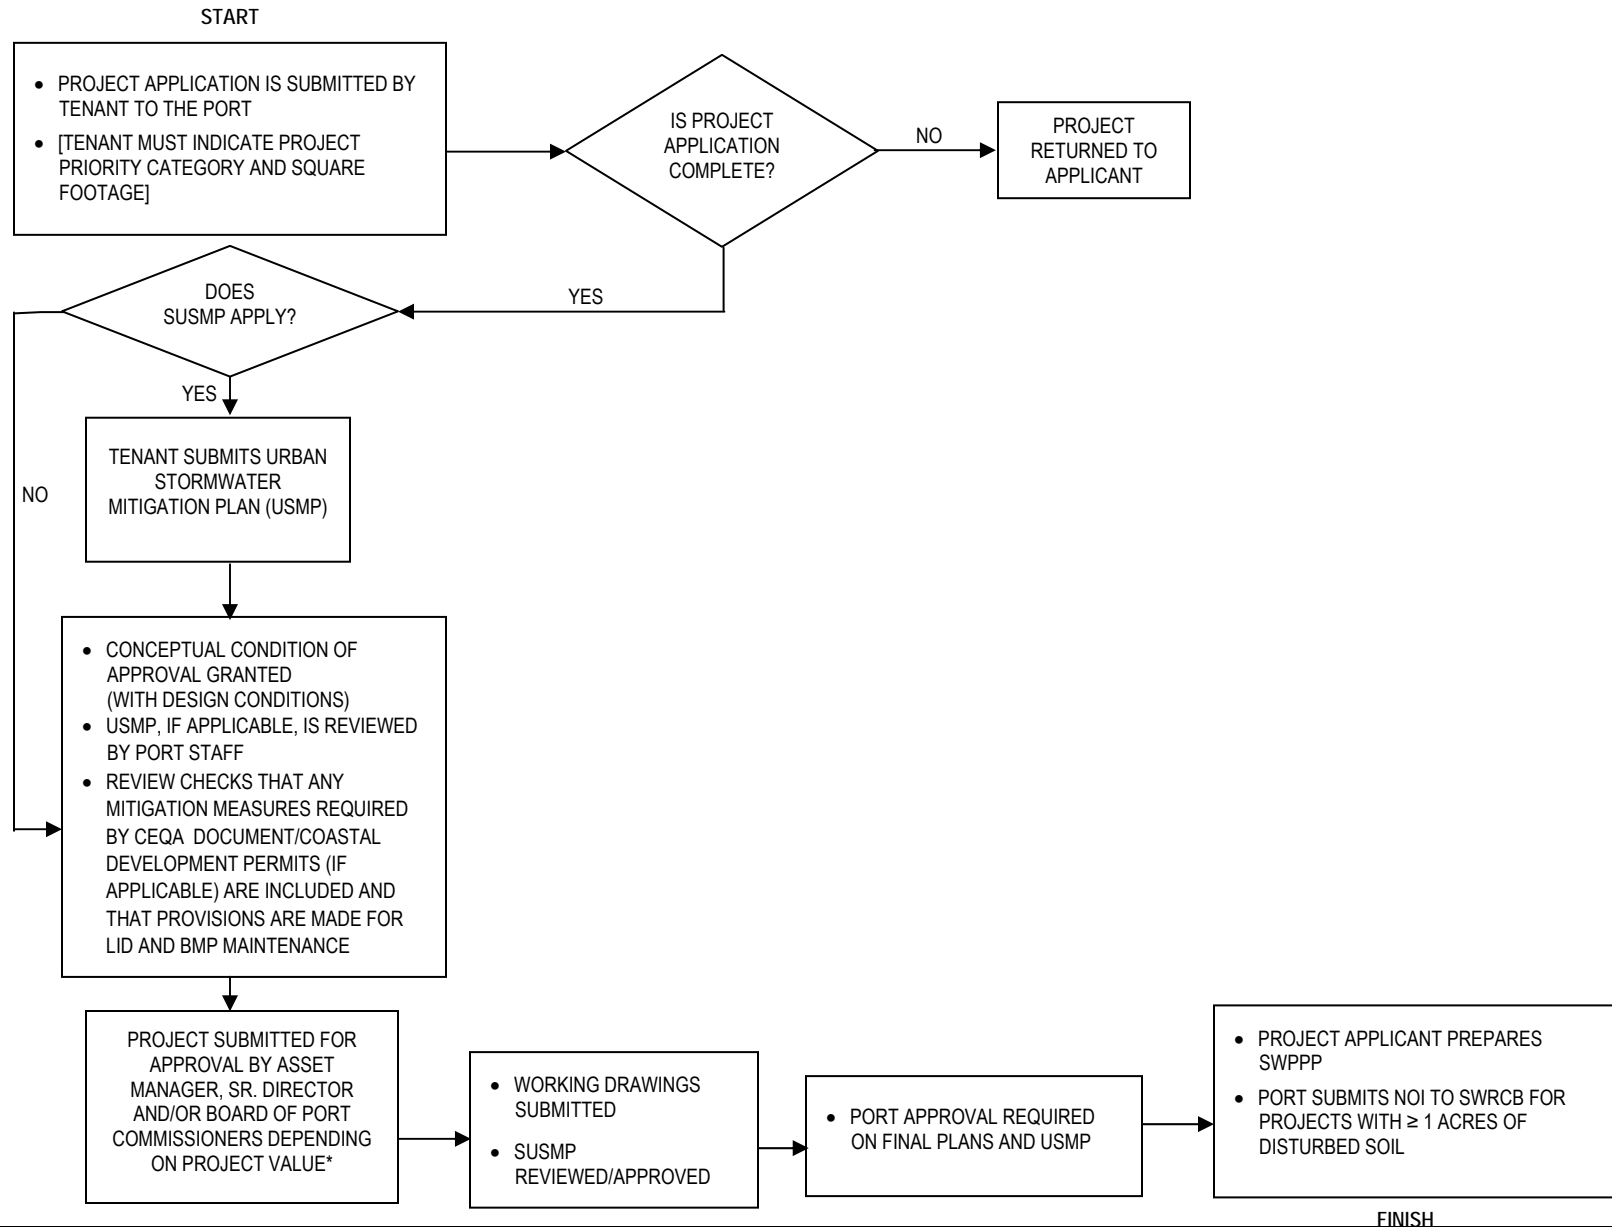 START
• PROJECT APPLICATION IS SUBMITTED BY
TENANT TO THE PORT
• [TENANT MUST INDICATE PROJECT
PRIORITY CATEGORY AND SQUARE
FOOTAGE]
IS PROJECT
APPLICATION
COMPLETE?
NO
PROJECT
RETURNED TO
APPLICANT
YES
DOES
SUSMP APPLY?
YES
NO
TENANT SUBMITS URBAN
STORMWATER
MITIGATION PLAN (USMP)
• CONCEPTUAL CONDITION OF
APPROVAL GRANTED
(WITH DESIGN CONDITIONS)
• USMP, IF APPLICABLE, IS REVIEWED
BY PORT STAFF
• REVIEW CHECKS THAT ANY
MITIGATION MEASURES REQUIRED
BY CEQA DOCUMENT/COASTAL
DEVELOPMENT PERMITS (IF
APPLICABLE) ARE INCLUDED AND
THAT PROVISIONS ARE MADE FOR
LID AND BMP MAINTENANCE
PROJECT SUBMITTED FOR
APPROVAL BY ASSET
MANAGER, SR. DIRECTOR
AND/OR BOARD OF PORT
COMMISSIONERS DEPENDING
ON PROJECT VALUE*
• WORKING DRAWINGS
SUBMITTED
• SUSMP
REVIEWED/APPROVED
• PORT APPROVAL REQUIRED
ON FINAL PLANS AND USMP
• PROJECT APPLICANT PREPARES
SWPPP
• PORT SUBMITS NOI TO SWRCB FOR
PROJECTS WITH ≥ 1 ACRES OF
DISTURBED SOIL
FINISH